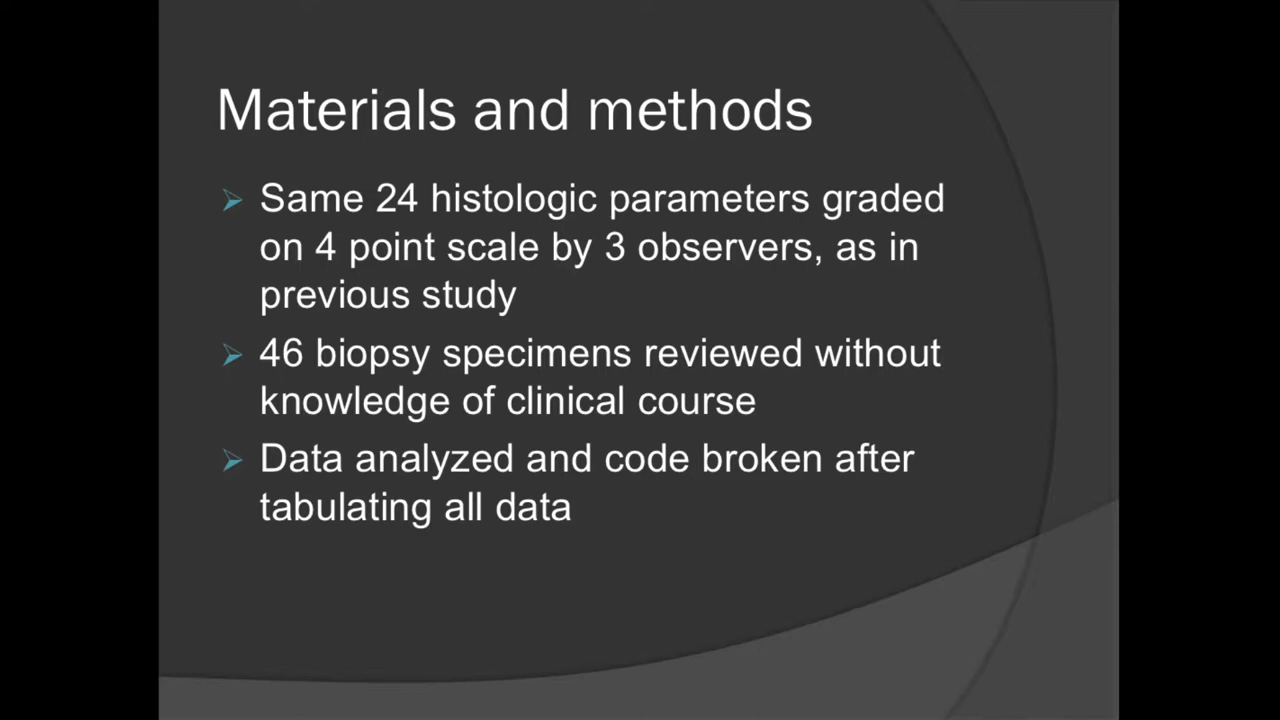 Materials and methods
Same 24 histologic parameters graded
on 4 point scale by 3 observers, as in
previous study
46 biopsy specimens reviewed without
knowledge of clinical course
Data analyzed and code broken after
tabulating all data